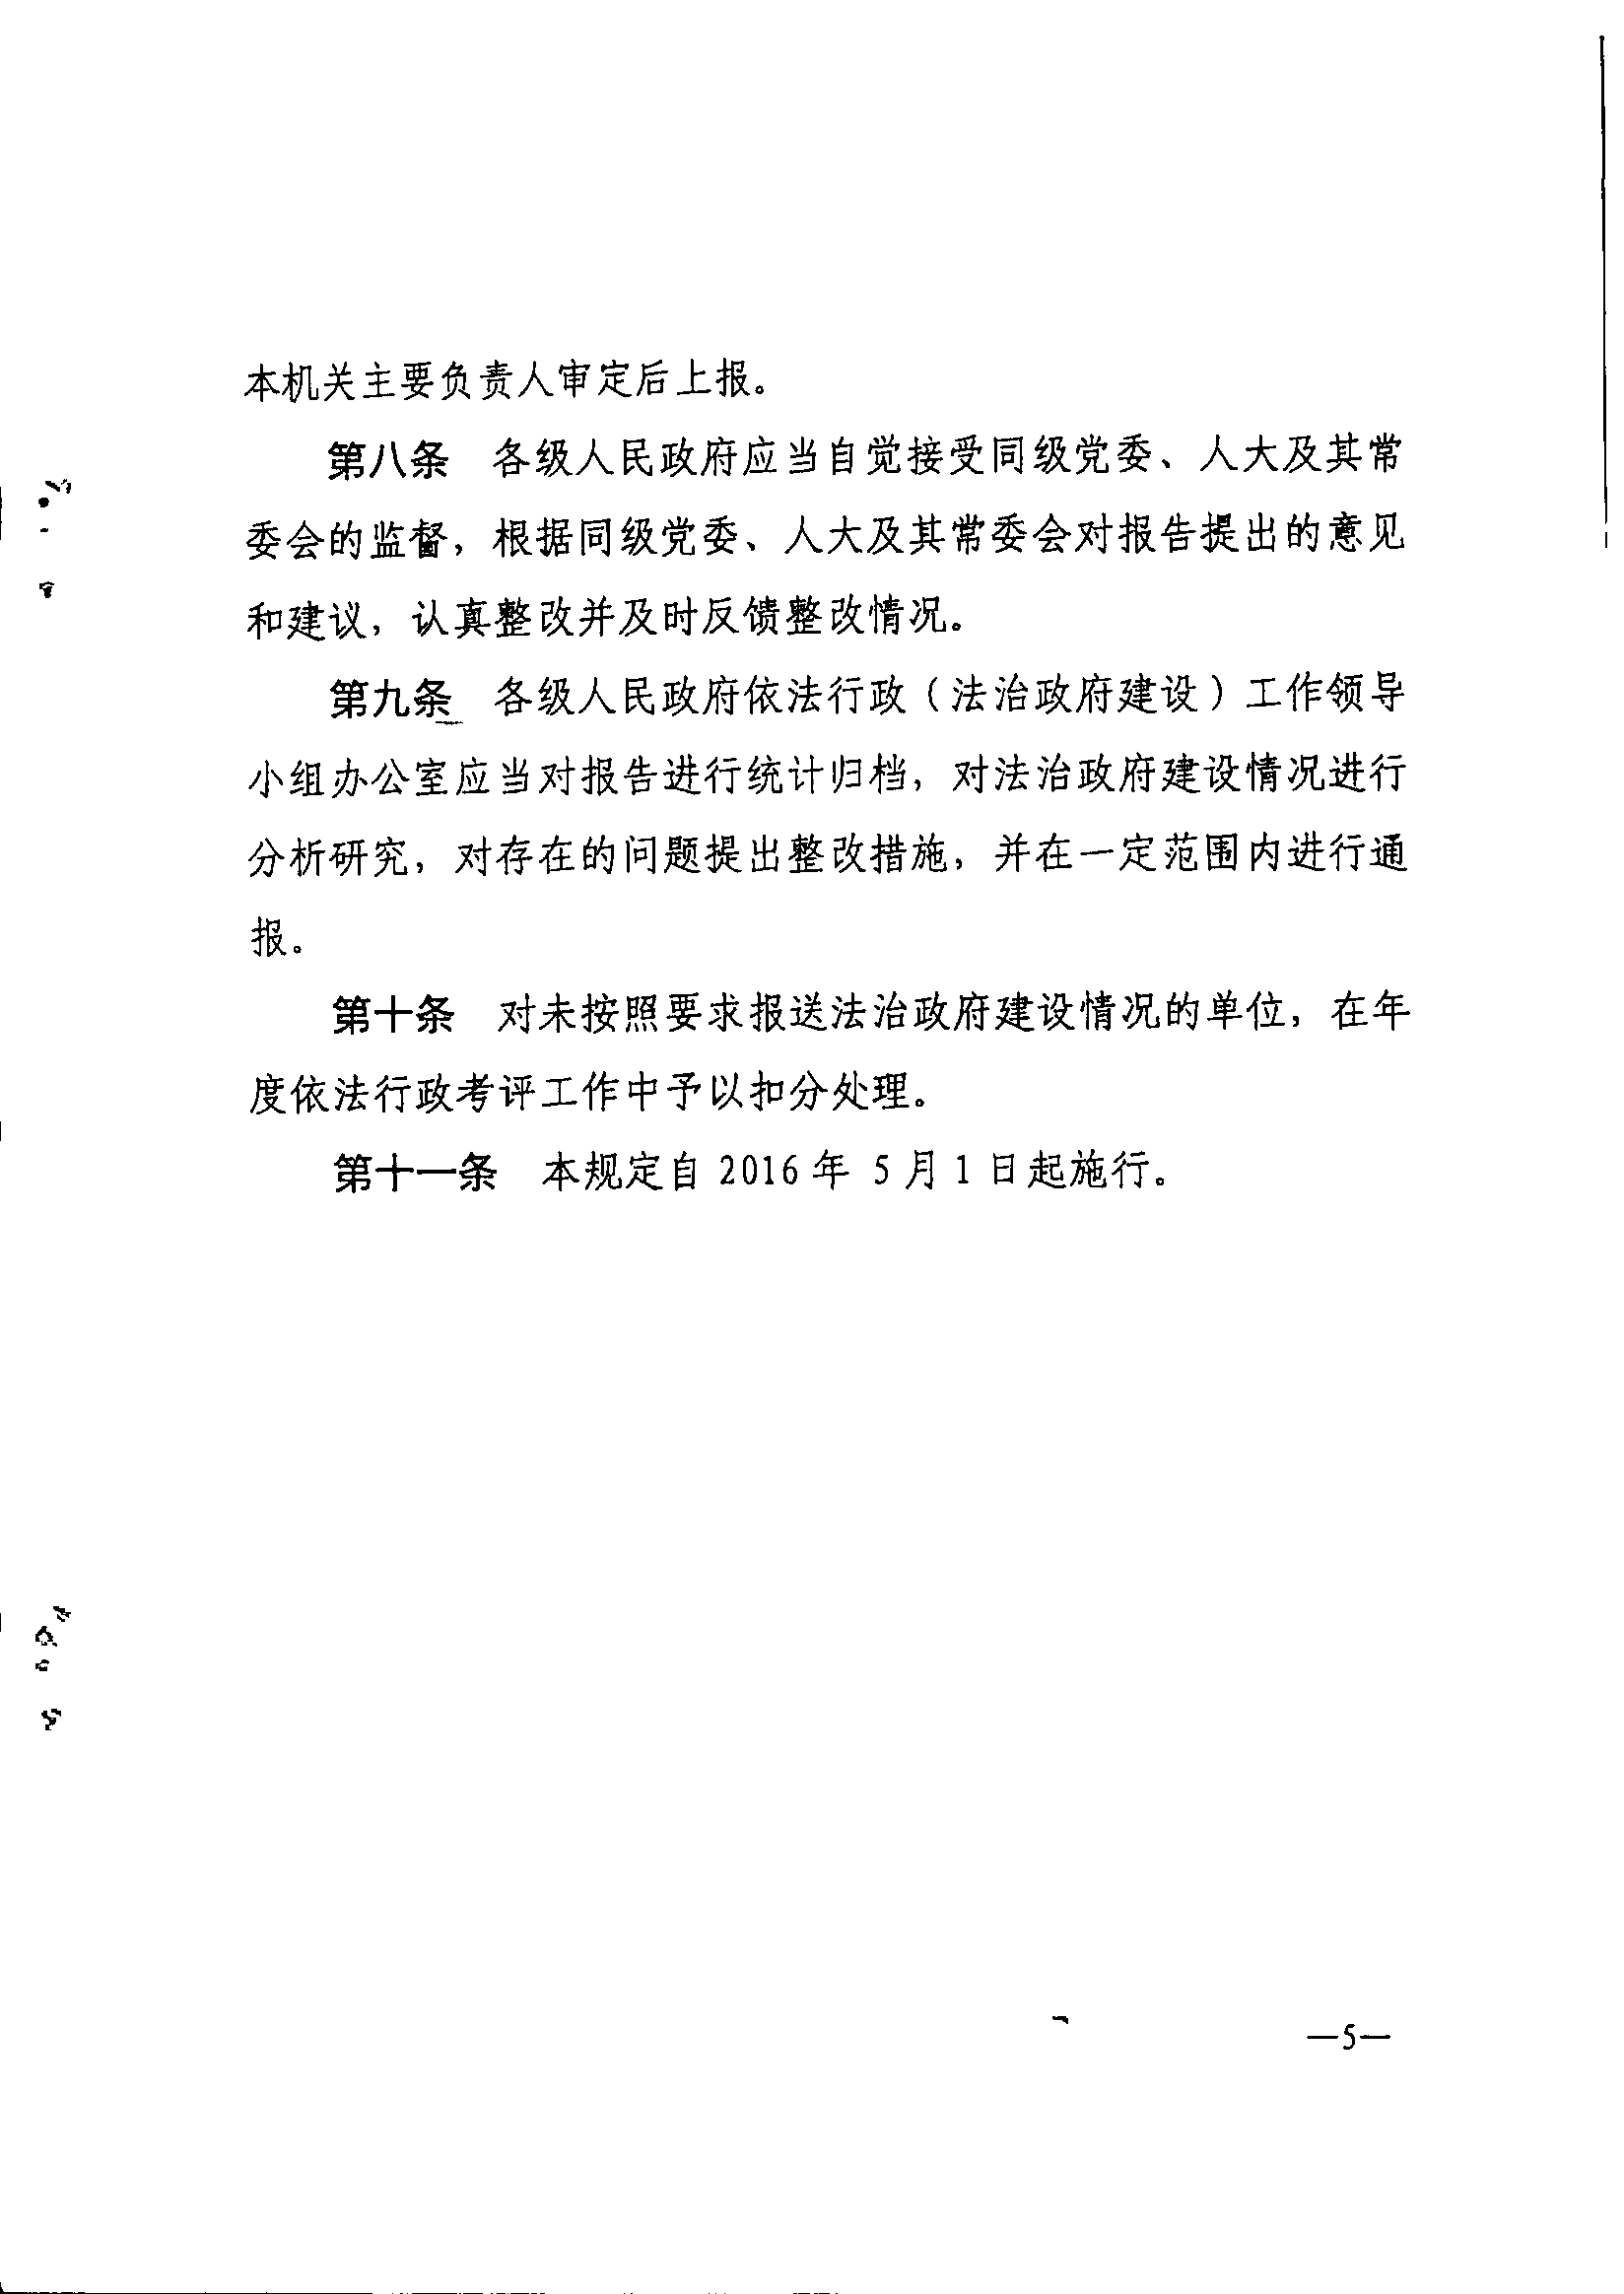 本机关主要负责人审定后上报。
第八条 各级人民政府应当自觉接受同级党委、人大及其常
委会的监督，根据同级党委、人大及其常委会对报告提出的意见
和建议，认真整改并及时反馈整改情况。
第九条 各级人民政府依法行政（法治政府建设）工作领导
小组办公室应当对报告进行统计归档，对法治政府建设情况进行
分析研究，对存在的问题提出整改措施，并在一定范围内进行通
报。
第十条 对未按照要求报送法治政府建设情况的单位，在年
度依法行政考评工作中予以扣分处理。
第十一条 本规定自 2016 年 5 月 1 日起施行。
—5—